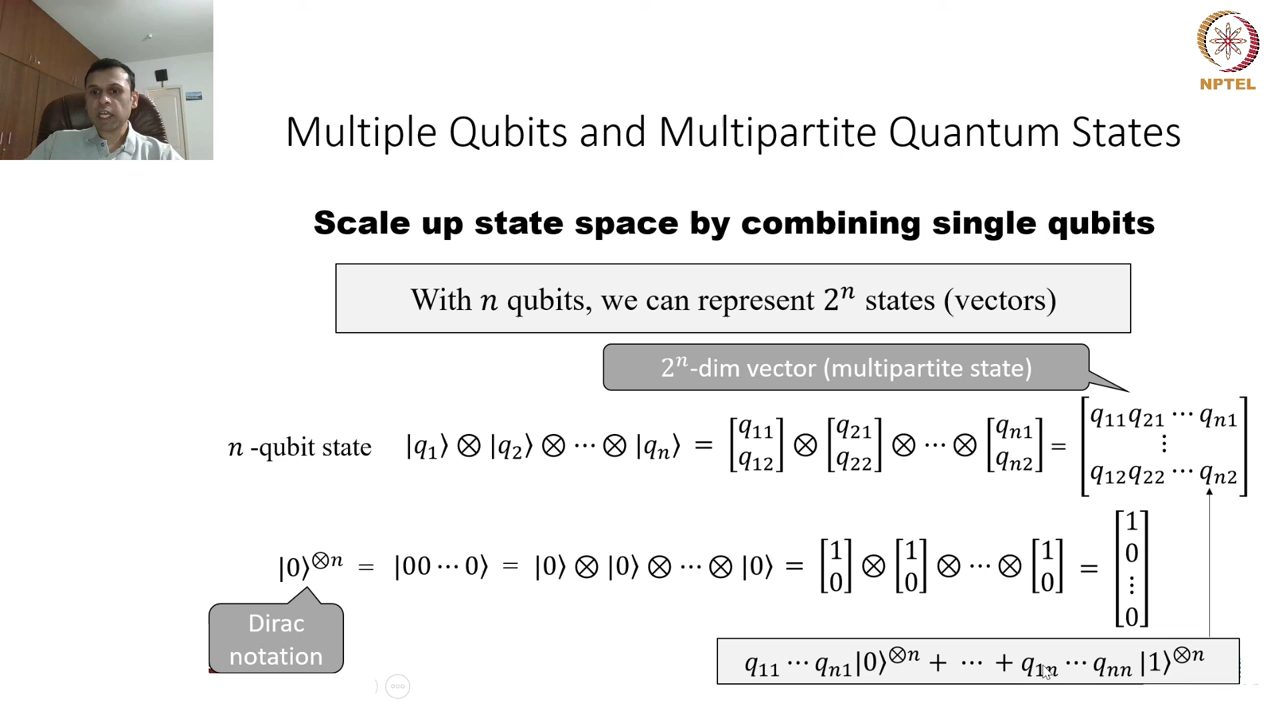 NPTEL
Multiple Qubits and Multipartite Quantum States
Scale up state space by combining single qubits
With n qubits, we can represent 2ⁿ states (vectors)
2ⁿ-dim vector (multipartite state)
n -qubit state |q₁⟩ ⊗ |q₂⟩ ⊗ ⋯ ⊗ |qₙ⟩ = [q₁₁ q₁₂] ⊗ [q₂₁ q₂₂] ⊗ ⋯ ⊗ [qₙ₁ qₙ₂] = [q₁₁q₂₁ ⋯ qₙ₁ ⋮ q₁₂q₂₂ ⋯ qₙ₂]
|0⟩^⊗n = |00 ⋯ 0⟩ = |0⟩ ⊗ |0⟩ ⊗ ⋯ ⊗ |0⟩ = [1 0] ⊗ [1 0] ⊗ ⋯ ⊗ [1 0] = [1 0 ⋮ 0]
Dirac
notation
q₁₁ ⋯ qₙ₁|0⟩^⊗n + ⋯ + q₁ₙ ⋯ qₙₙ |1⟩^⊗n